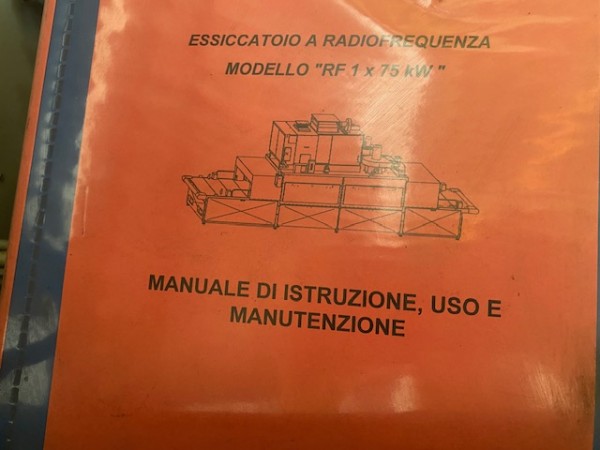 ESSICCATOIO A RADIOFREQUENZA
MODELLO "RF 1 x 75 kW "
MANUALE DI ISTRUZIONE, USO E
MANUTENZIONE